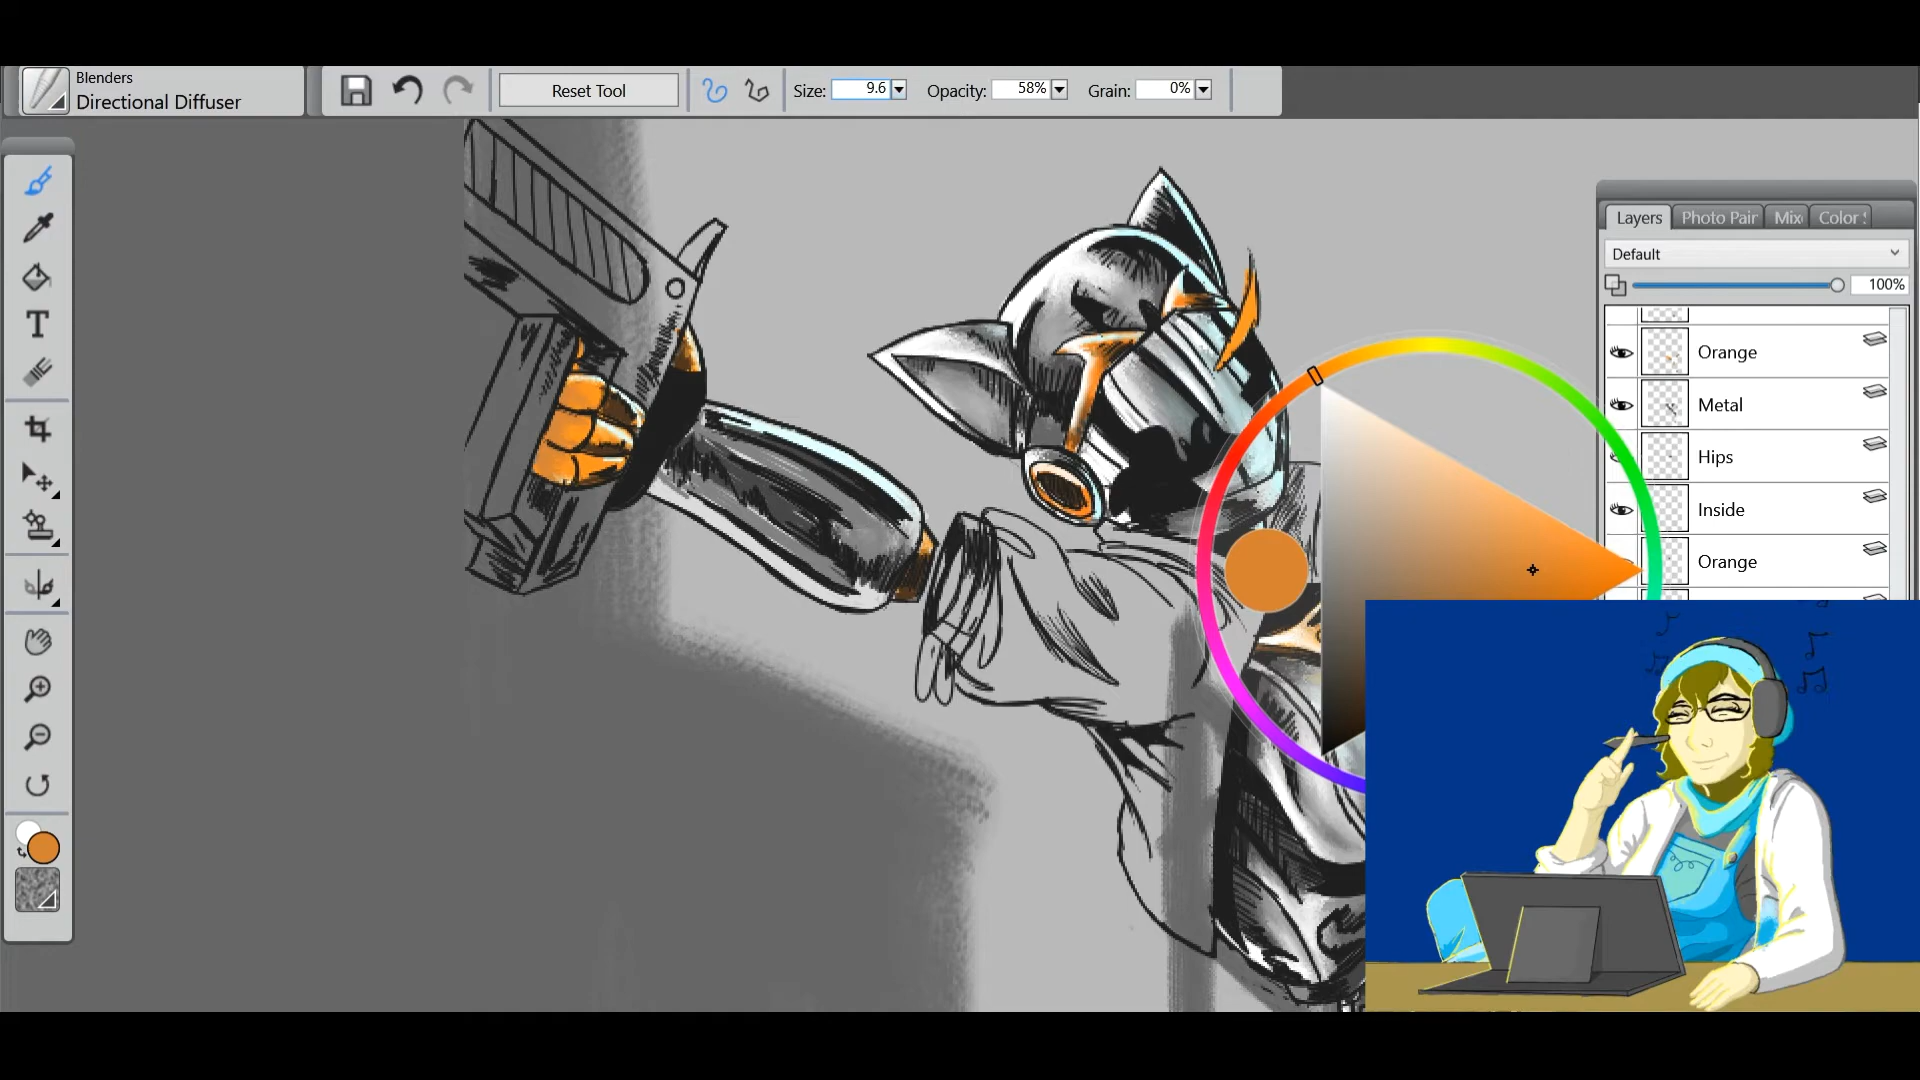 Blenders
Directional Diffuser
Reset Tool
Size: 9.6
Opacity: 58%
Grain: 0%
Layers
Photo Pair
Mix
Color
Default
100%
Orange
Metal
Hips
Inside
Orange
T